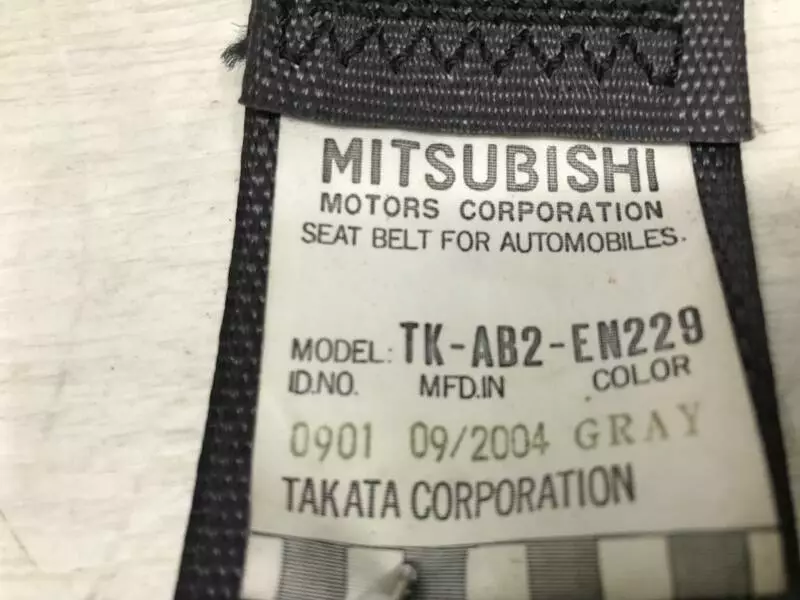 MITSUBISHI
MOTORS CORPORATION
SEAT BELT FOR AUTOMOBILES.
MODEL: TK-AB2-EN229
ID.NO. MFD.IN COLOR
0901 09/2004 GRAY
TAKATA CORPORATION